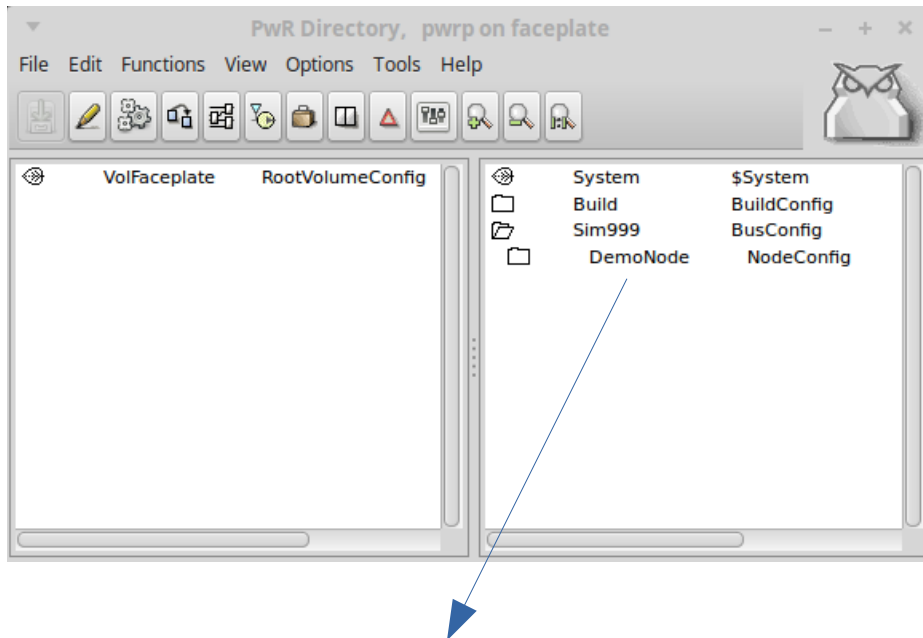 PwR Directory, pwrp on faceplate
File Edit Functions View Options Tools Help
VolFaceplate RootVolumeConfig
System $System
Build BuildConfig
Sim999 BusConfig
DemoNode NodeConfig